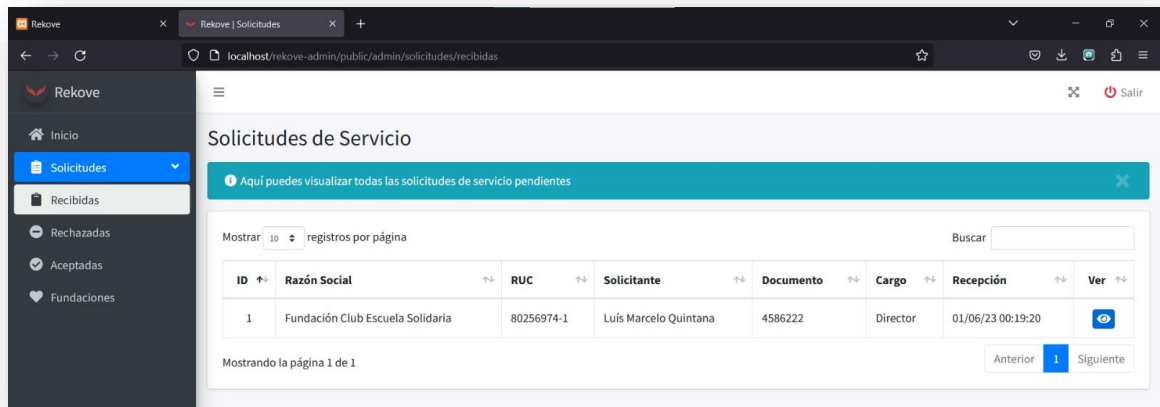 Rekove
Rekove | Solicitudes
localhost/rekove-admin/public/admin/solicitudes/recibidas
Rekove
Salir
Inicio
Solicitudes
Recibidas
Rechazadas
Aceptadas
Fundaciones
Solicitudes de Servicio
Aquí puedes visualizar todas las solicitudes de servicio pendientes
Mostrar 10 registros por página Buscar
ID Razón Social RUC Solicitante Documento Cargo Recepción Ver
1 Fundación Club Escuela Solidaria 80256974-1 Luís Marcelo Quintana 4586222 Director 01/06/23 00:19:20
Mostrando la página 1 de 1 Anterior 1 Siguiente